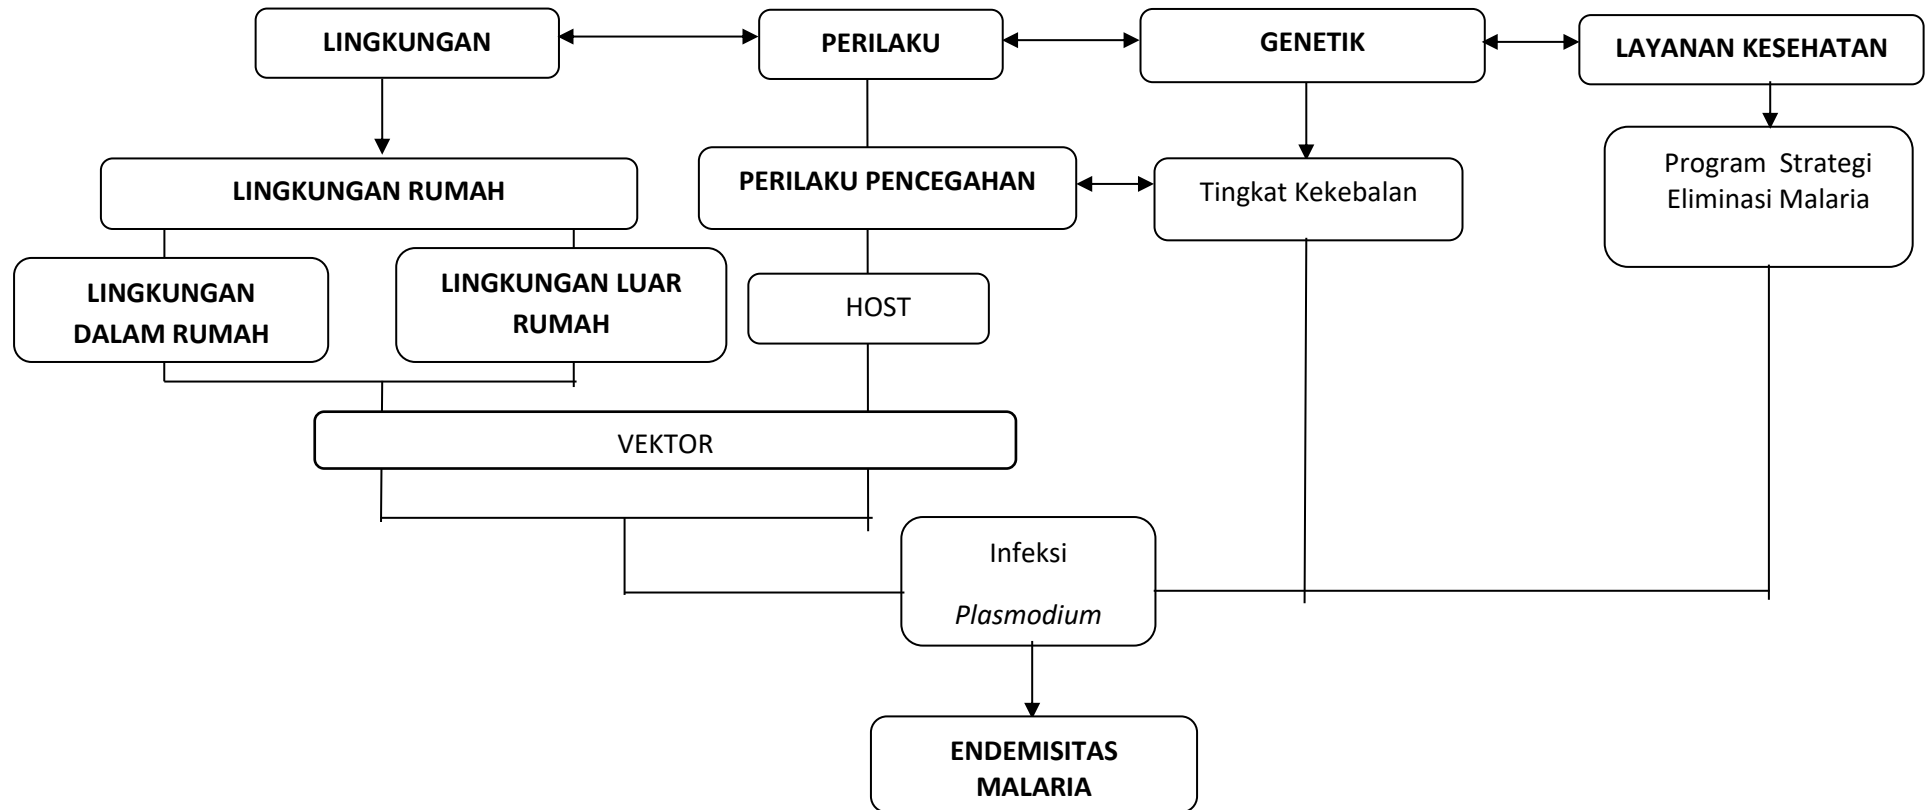 LINGKUNGAN
PERILAKU
GENETIK
LAYANAN KESEHATAN
LINGKUNGAN RUMAH
PERILAKU PENCEGAHAN
Tingkat Kekebalan
Program Strategi
Eliminasi Malaria
LINGKUNGAN
DALAM RUMAH
LINGKUNGAN LUAR
RUMAH
HOST
VEKTOR
Infeksi
Plasmodium
ENDEMISITAS
MALARIA